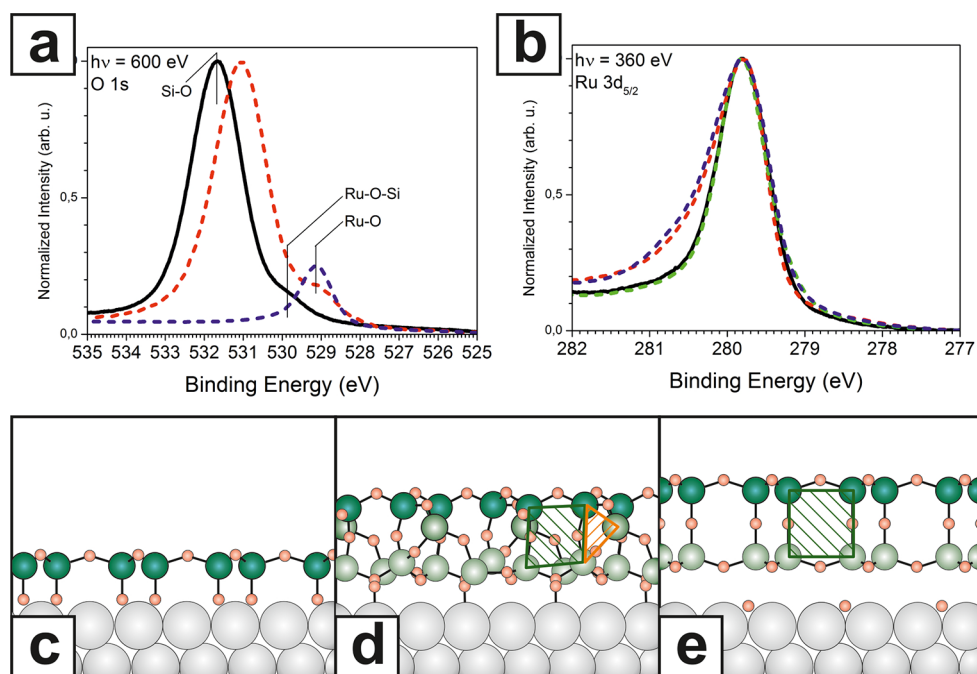 a
hν = 600 eV
O 1s
Si-O
Ru-O-Si
Ru-O
Normalized Intensity (arb. u.)
0,5
0,0
535 534 533 532 531 530 529 528 527 526 525
Binding Energy (eV)
b
hν = 360 eV
Ru 3d5/2
Normalized Intensity (arb. u.)
0,5
0,0
282 281 280 279 278 277
Binding Energy (eV)
c
d
e